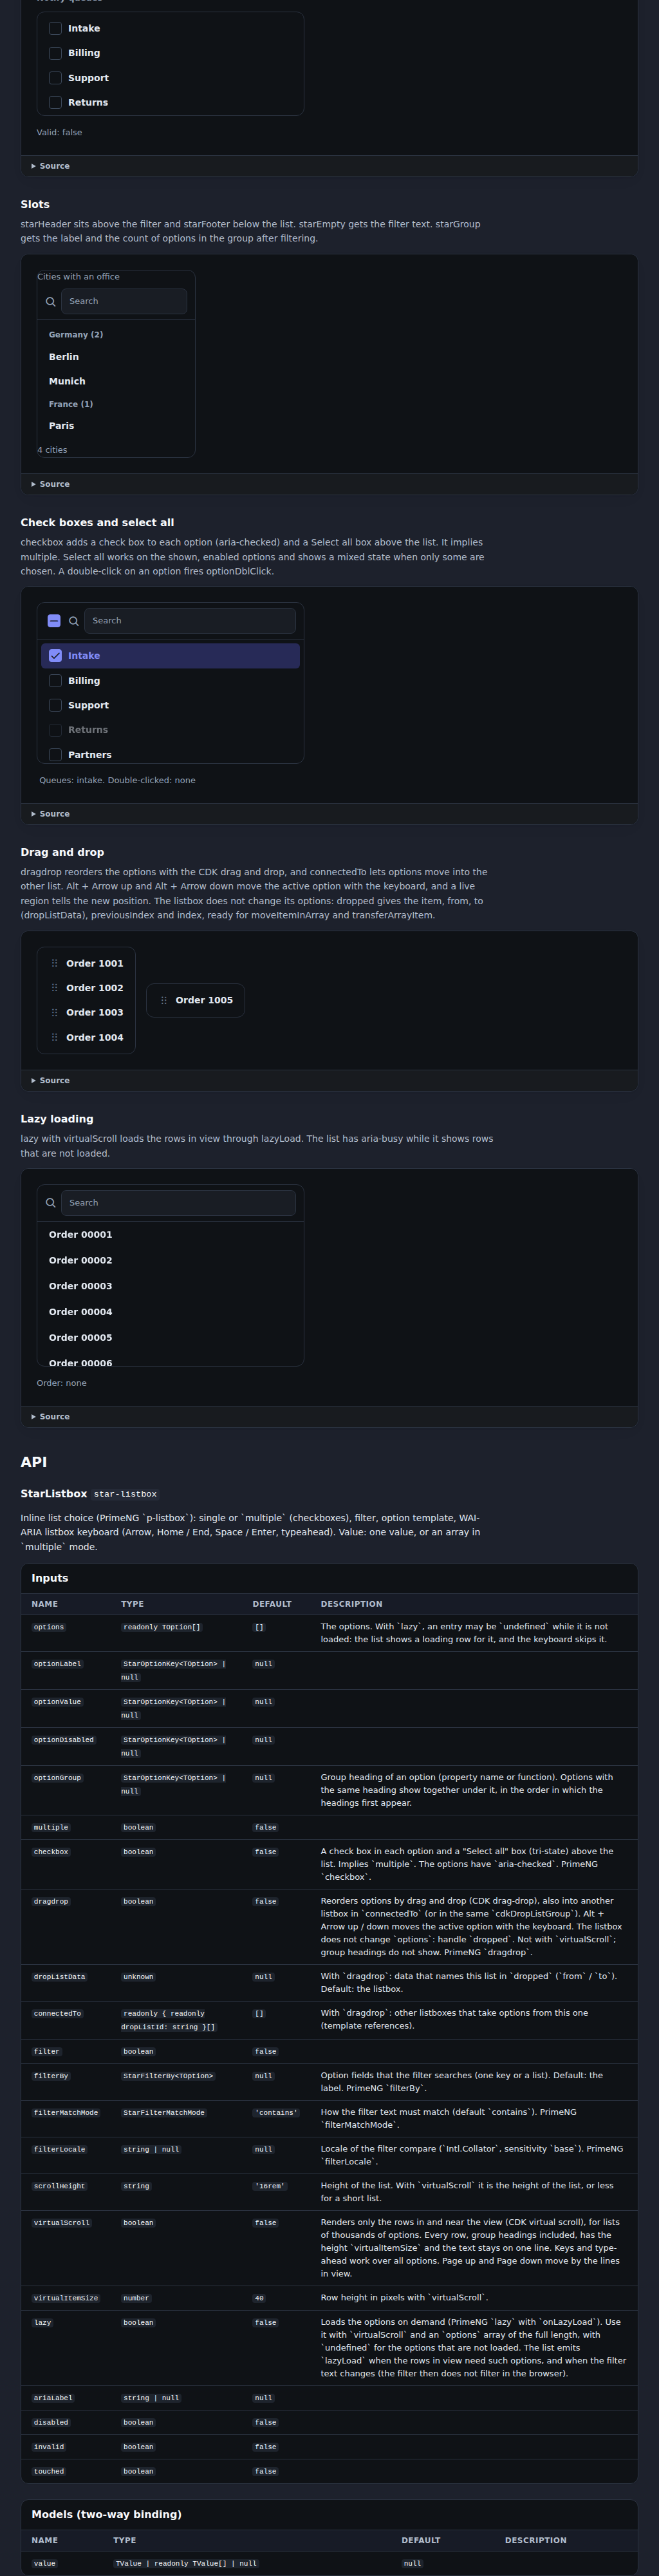 Intake
Billing
Support
Returns
Valid: false
Source
Slots
starHeader sits above the filter and starFooter below the list. starEmpty gets the filter text. starGroup
gets the label and the count of options in the group after filtering.
Cities with an office
Search
Germany (2)
Berlin
Munich
France (1)
Paris
4 cities
Source
Check boxes and select all
checkbox adds a check box to each option (aria-checked) and a Select all box above the list. It implies
multiple. Select all works on the shown, enabled options and shows a mixed state when only some are
chosen. A double-click on an option fires optionDblClick.
Search
Intake
Billing
Support
Returns
Partners
Queues: intake. Double-clicked: none
Source
Drag and drop
dragdrop reorders the options with the CDK drag and drop, and connectedTo lets options move into the
other list. Alt + Arrow up and Alt + Arrow down move the active option with the keyboard, and a live
region tells the new position. The listbox does not change its options: dropped gives the item, from, to
(dropListData), previousIndex and index, ready for moveItemInArray and transferArrayItem.
Order 1001
Order 1002
Order 1003
Order 1004
Order 1005
Source
Lazy loading
lazy with virtualScroll loads the rows in view through lazyLoad. The list has aria-busy while it shows rows
that are not loaded.
Search
Order 00001
Order 00002
Order 00003
Order 00004
Order 00005
Order 00006
Order: none
Source
API
StarListbox star-listbox
Inline list choice (PrimeNG `p-listbox`): single or `multiple` (checkboxes), filter, option template, WAI-
ARIA listbox keyboard (Arrow, Home / End, Space / Enter, typeahead). Value: one value, or an array in
`multiple` mode.
Inputs
NAME TYPE DEFAULT DESCRIPTION
options readonly TOption[] [] The options. With `lazy`, an entry may be `undefined` while it is not
loaded: the list shows a loading row for it, and the keyboard skips it.
optionLabel StarOptionKey<TOption> | null
null
optionValue StarOptionKey<TOption> | null
null
optionDisabled StarOptionKey<TOption> | null
null
optionGroup StarOptionKey<TOption> | null Group heading of an option (property name or function). Options with
null the same heading show together under it, in the order in which the
headings first appear.
multiple boolean false
checkbox boolean false A check box in each option and a "Select all" box (tri-state) above the
list. Implies `multiple`. The options have `aria-checked`. PrimeNG
`checkbox`.
dragdrop boolean false Reorders options by drag and drop (CDK drag-drop), also into another
listbox in `connectedTo` (or in the same `cdkDropListGroup`). Alt +
Arrow up / down moves the active option with the keyboard. The listbox
does not change `options`: handle `dropped`. Not with `virtualScroll`;
group headings do not show. PrimeNG `dragdrop`.
dropListData unknown null With `dragdrop`: data that names this list in `dropped` (`from` / `to`).
Default: the listbox.
connectedTo readonly { readonly [] With `dragdrop`: other listboxes that take options from this one
dropListId: string }[] (template references).
filter boolean false
filterBy StarFilterBy<TOption> null Option fields that the filter searches (one key or a list). Default: the
label. PrimeNG `filterBy`.
filterMatchMode StarFilterMatchMode 'contains' How the filter text must match (default `contains`). PrimeNG
`filterMatchMode`.
filterLocale string | null null Locale of the filter compare (`Intl.Collator`, sensitivity `base`). PrimeNG
`filterLocale`.
scrollHeight string '16rem' Height of the list. With `virtualScroll` it is the height of the list, or less
for a short list.
virtualScroll boolean false Renders only the rows in and near the view (CDK virtual scroll), for lists
of thousands of options. Every row, group headings included, has the
height `virtualItemSize` and the text stays on one line. Keys and type-
ahead work over all options. Page up and Page down move by the lines
in view.
virtualItemSize number 40 Row height in pixels with `virtualScroll`.
lazy boolean false Loads the options on demand (PrimeNG `lazy` with `onLazyLoad`). Use
it with `virtualScroll` and an `options` array of the full length, with
`undefined` for the options that are not loaded. The list emits
`lazyLoad` when the rows in view need such options, and when the filter
text changes (the filter then does not filter in the browser).
ariaLabel string | null null
disabled boolean false
invalid boolean false
touched boolean false
Models (two-way binding)
NAME TYPE DEFAULT DESCRIPTION
value TValue | readonly TValue[] | null null